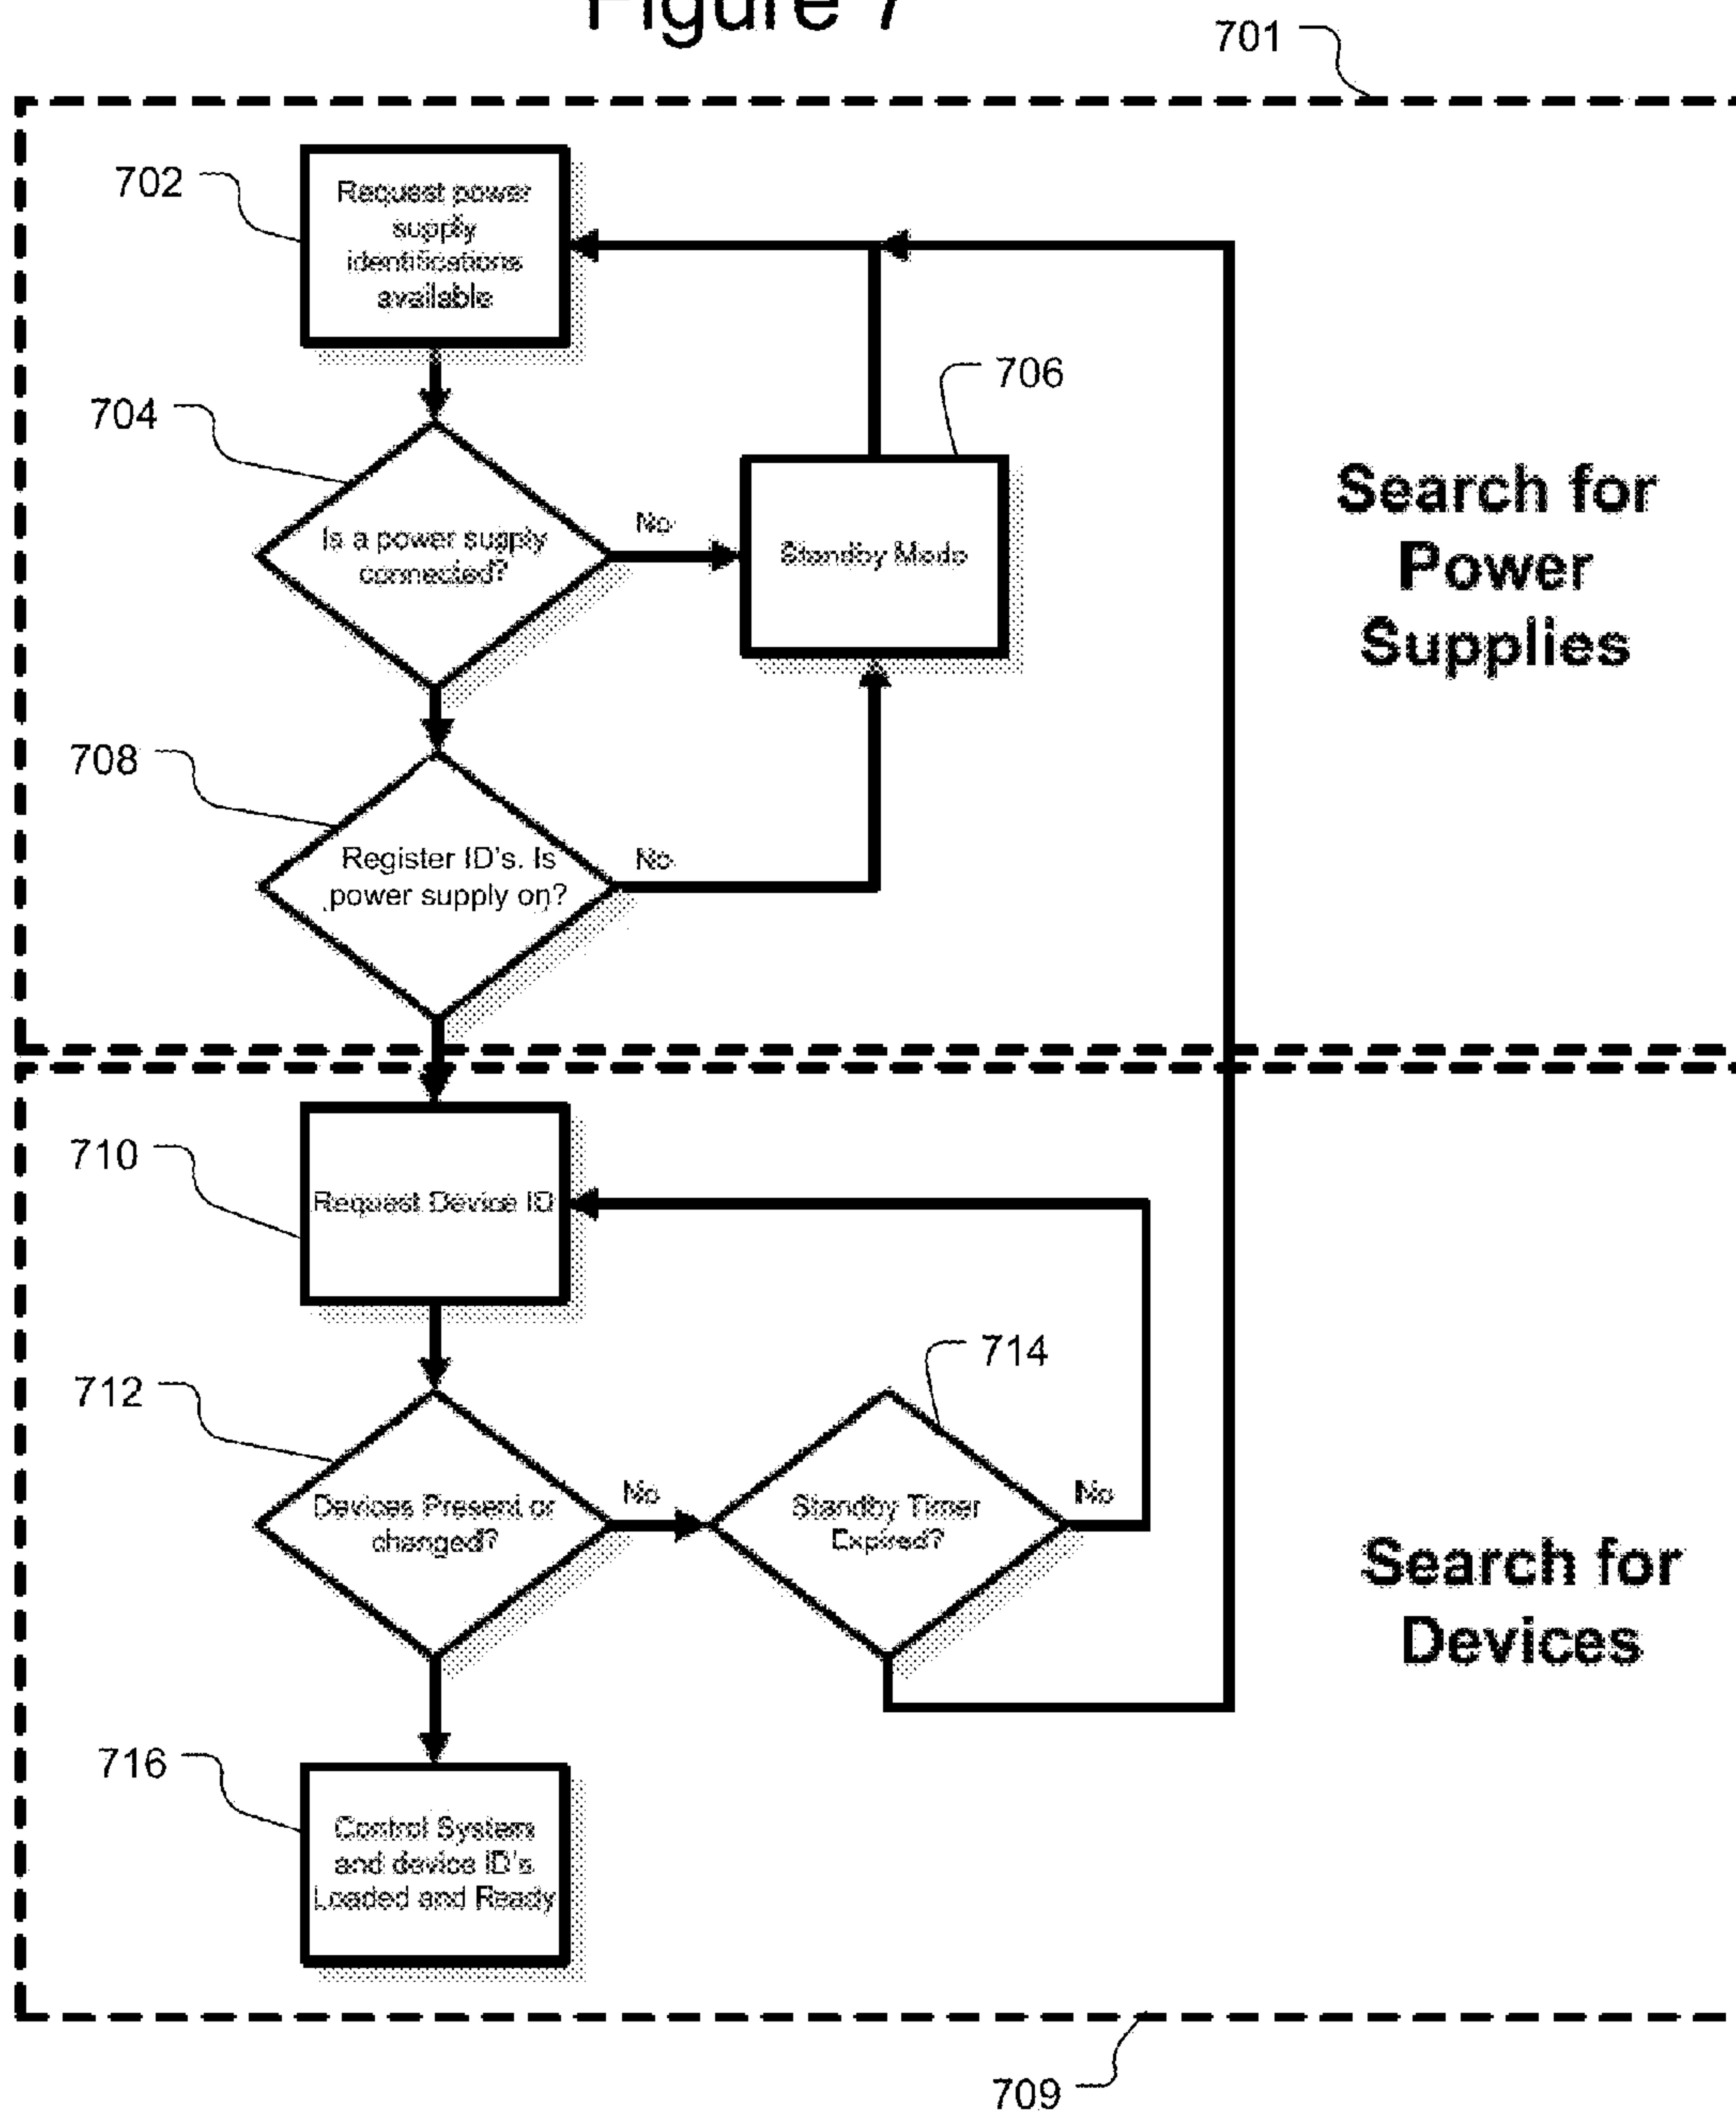 Figure 7
701
702
Request power
supply
identifications
available
704
706
Is a power supply
connected?
No
Standby Mode
Search for
Power
Supplies
708
Register ID's. Is
power supply on?
No
710
Request Device ID
712
714
Devices Present or
changed?
No
Standby Timer
Expired?
No
Search for
Devices
716
Control System
and device ID's
Loaded and Ready
709